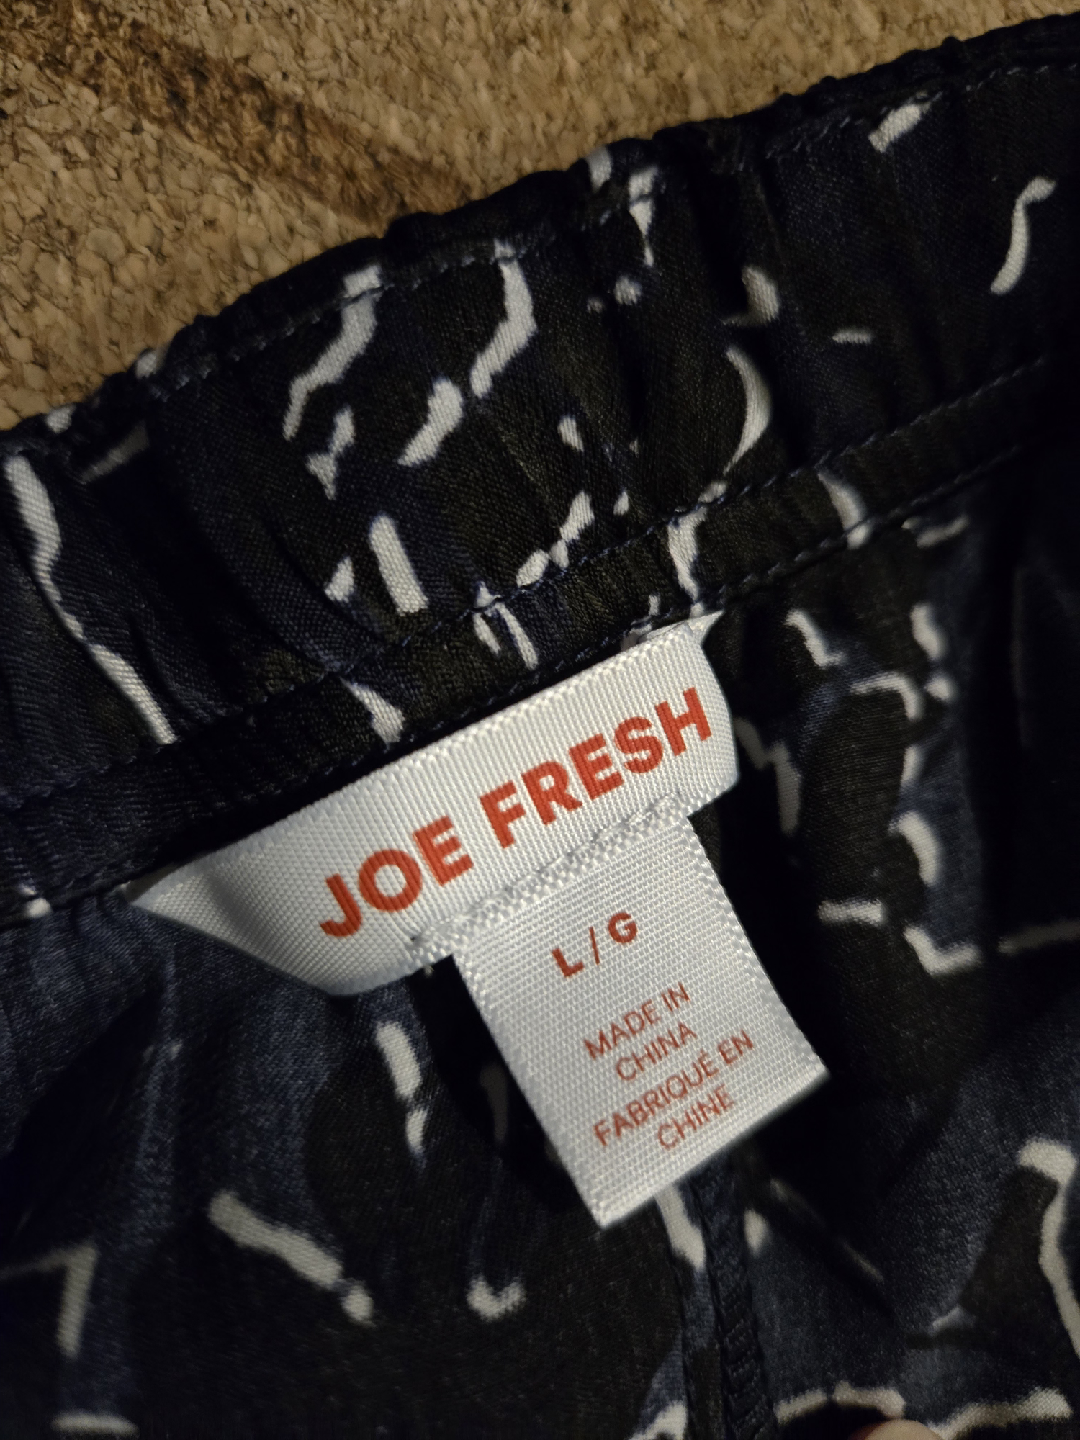 JOE FRESH
L / G
MADE IN
CHINA
FABRIQUÉ EN
CHINE